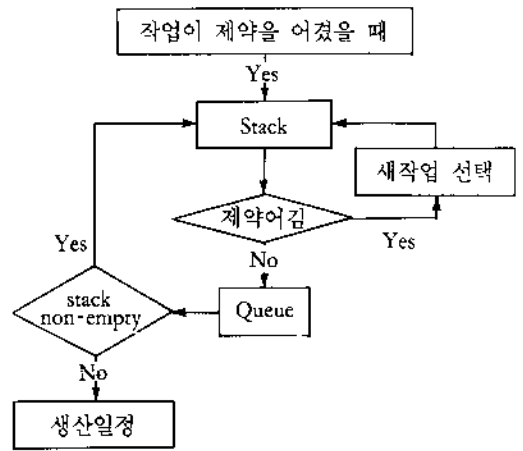 작업이 제약을 어겼을 때
Yes
Stack
새작업 선택
제약어김
Yes
Yes
No
stack
non-empty
Queue
No
생산일정